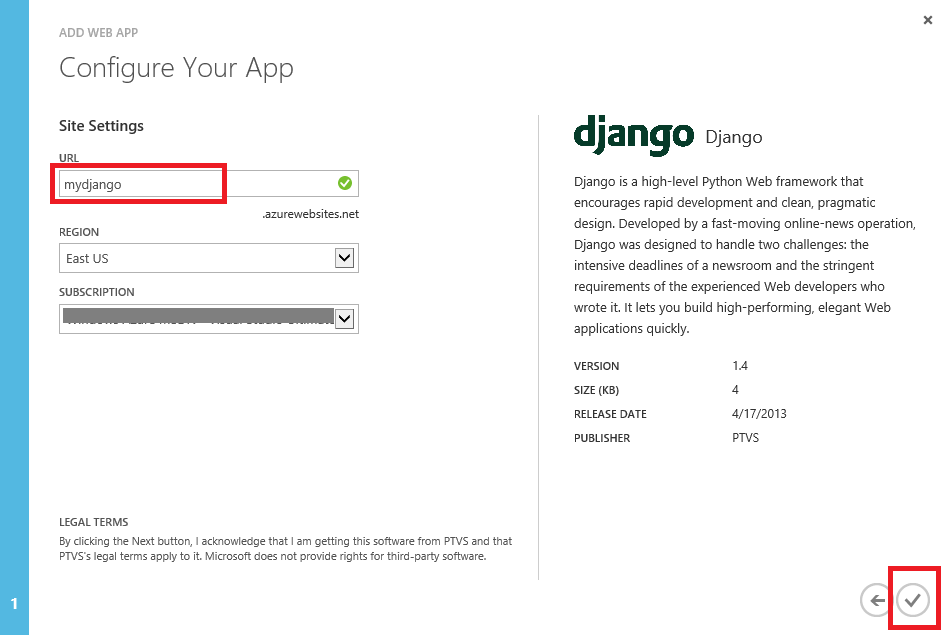 ADD WEB APP
Configure Your App
Site Settings
URL
mydjango
.azurewebsites.net
REGION
East US
SUBSCRIPTION
LEGAL TERMS
By clicking the Next button, I acknowledge that I am getting this software from PTVS and that
PTVS's legal terms apply to it. Microsoft does not provide rights for third-party software.
1
django Django
Django is a high-level Python Web framework that
encourages rapid development and clean, pragmatic
design. Developed by a fast-moving online-news operation,
Django was designed to handle two challenges: the
intensive deadlines of a newsroom and the stringent
requirements of the experienced Web developers who
wrote it. It lets you build high-performing, elegant Web
applications quickly.
VERSION 1.4
SIZE (KB) 4
RELEASE DATE 4/17/2013
PUBLISHER PTVS